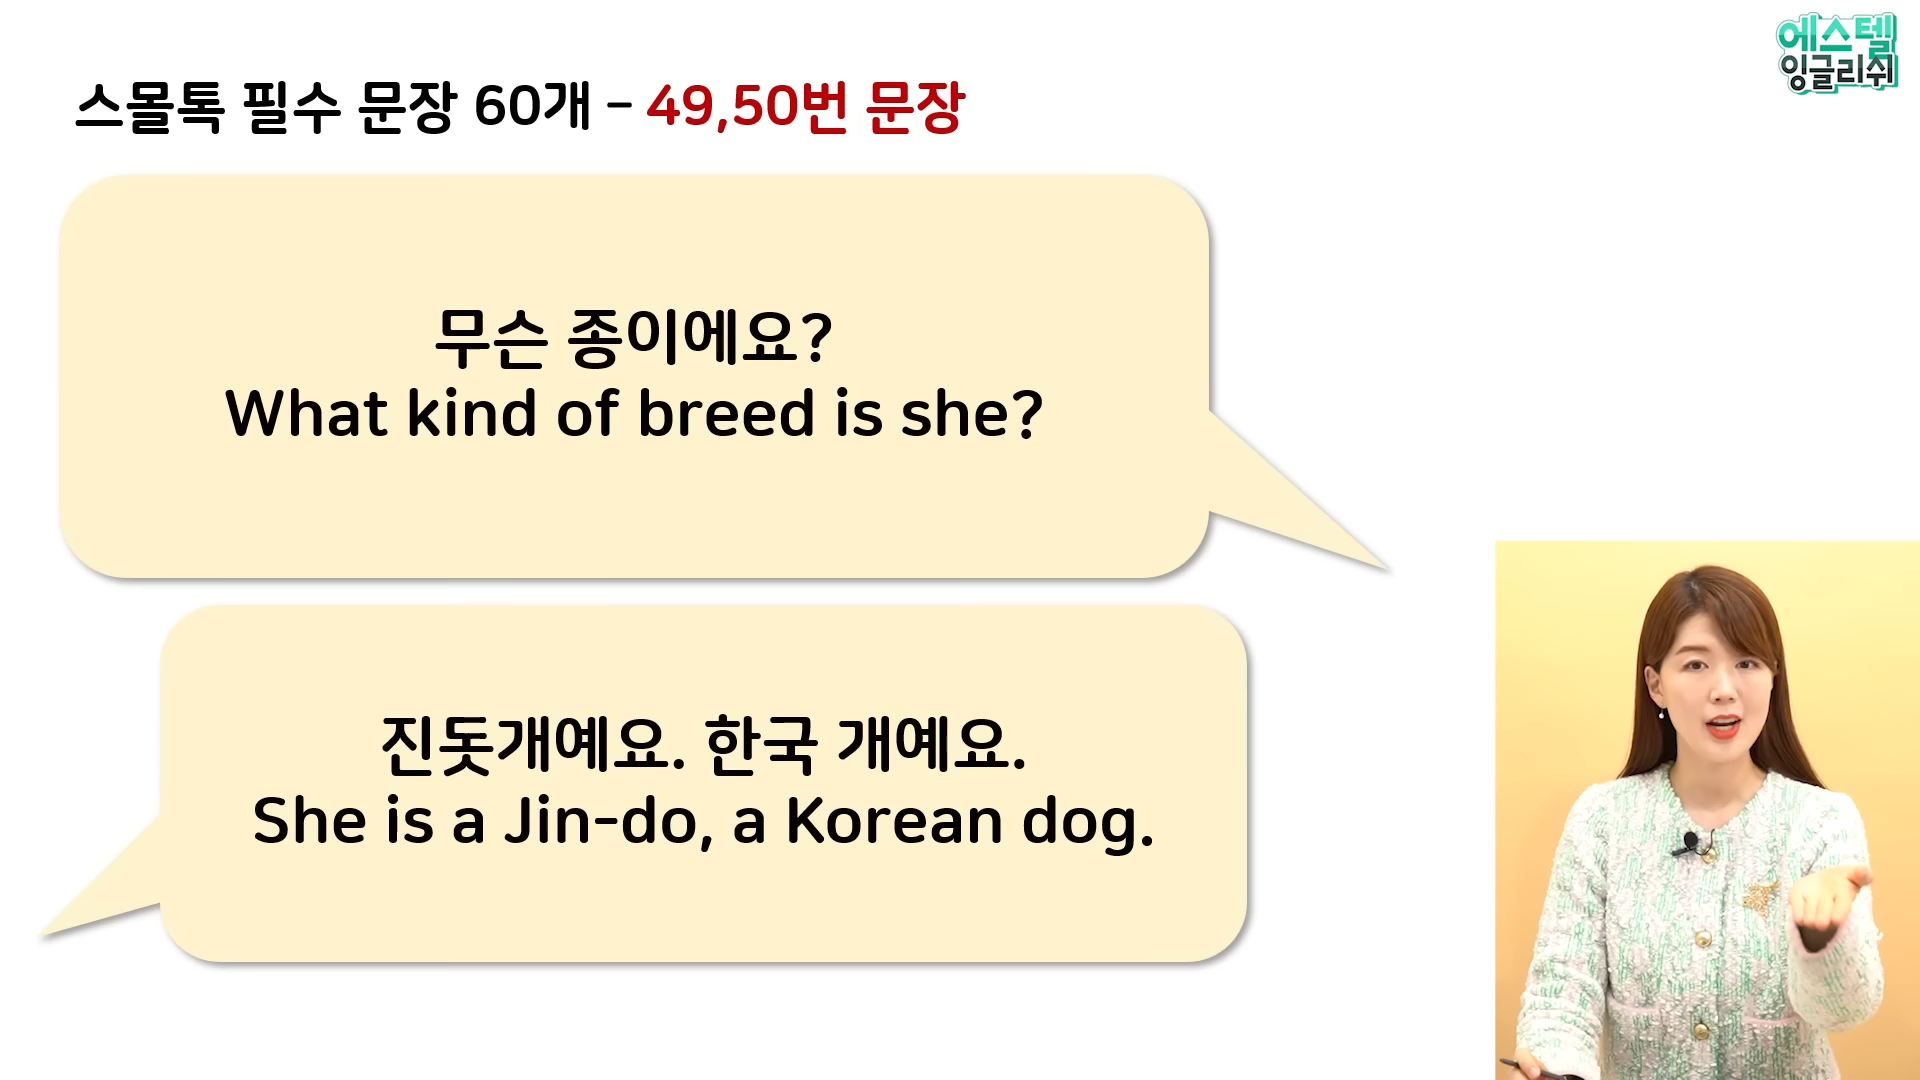 에스텔
잉글리쉬
스몰톡 필수 문장 60개 – 49,50번 문장
무슨 종이에요?
What kind of breed is she?
진돗개예요. 한국 개예요.
She is a Jin-do, a Korean dog.